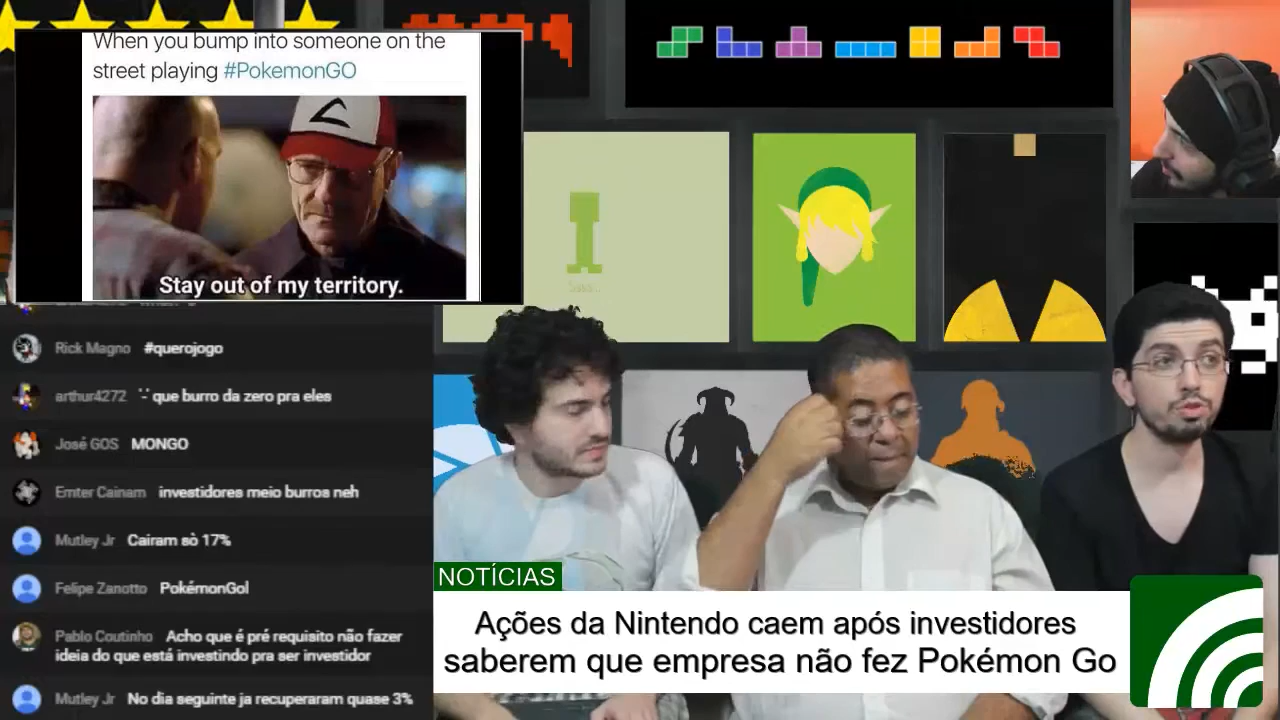 When you bump into someone on the
street playing #PokemonGO
Stay out of my territory.
Rick Magno #querojogo
arthur4272 '-' que burro da zero pra eles
José GOS MONGO
Emter Cainam investidores meio burros neh
Mutley Jr Cairam sò 17%
Felipe Zanotto PokémonGol
Pablo Coutinho Acho que é pré requisito não fazer
ideia do que está investindo pra ser investidor
Mutley Jr No dia seguinte ja recuperaram quase 3%
NOTÍCIAS
Ações da Nintendo caem após investidores
saberem que empresa não fez Pokémon Go